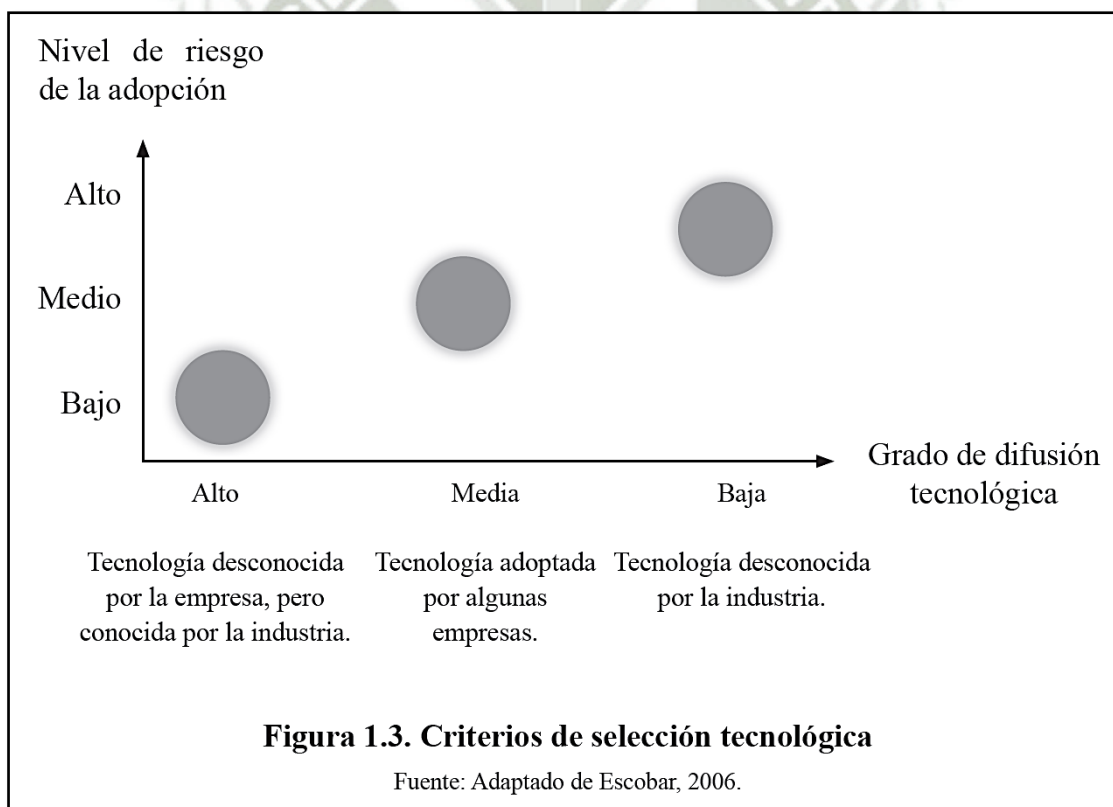 Nivel de riesgo
de la adopción
Alto
Medio
Bajo
Grado de difusión
tecnológica
Alto
Media
Baja
Tecnología desconocida
por la empresa, pero
conocida por la industria.
Tecnología adoptada
por algunas
empresas.
Tecnología desconocida
por la industria.
Figura 1.3. Criterios de selección tecnológica
Fuente: Adaptado de Escobar, 2006.